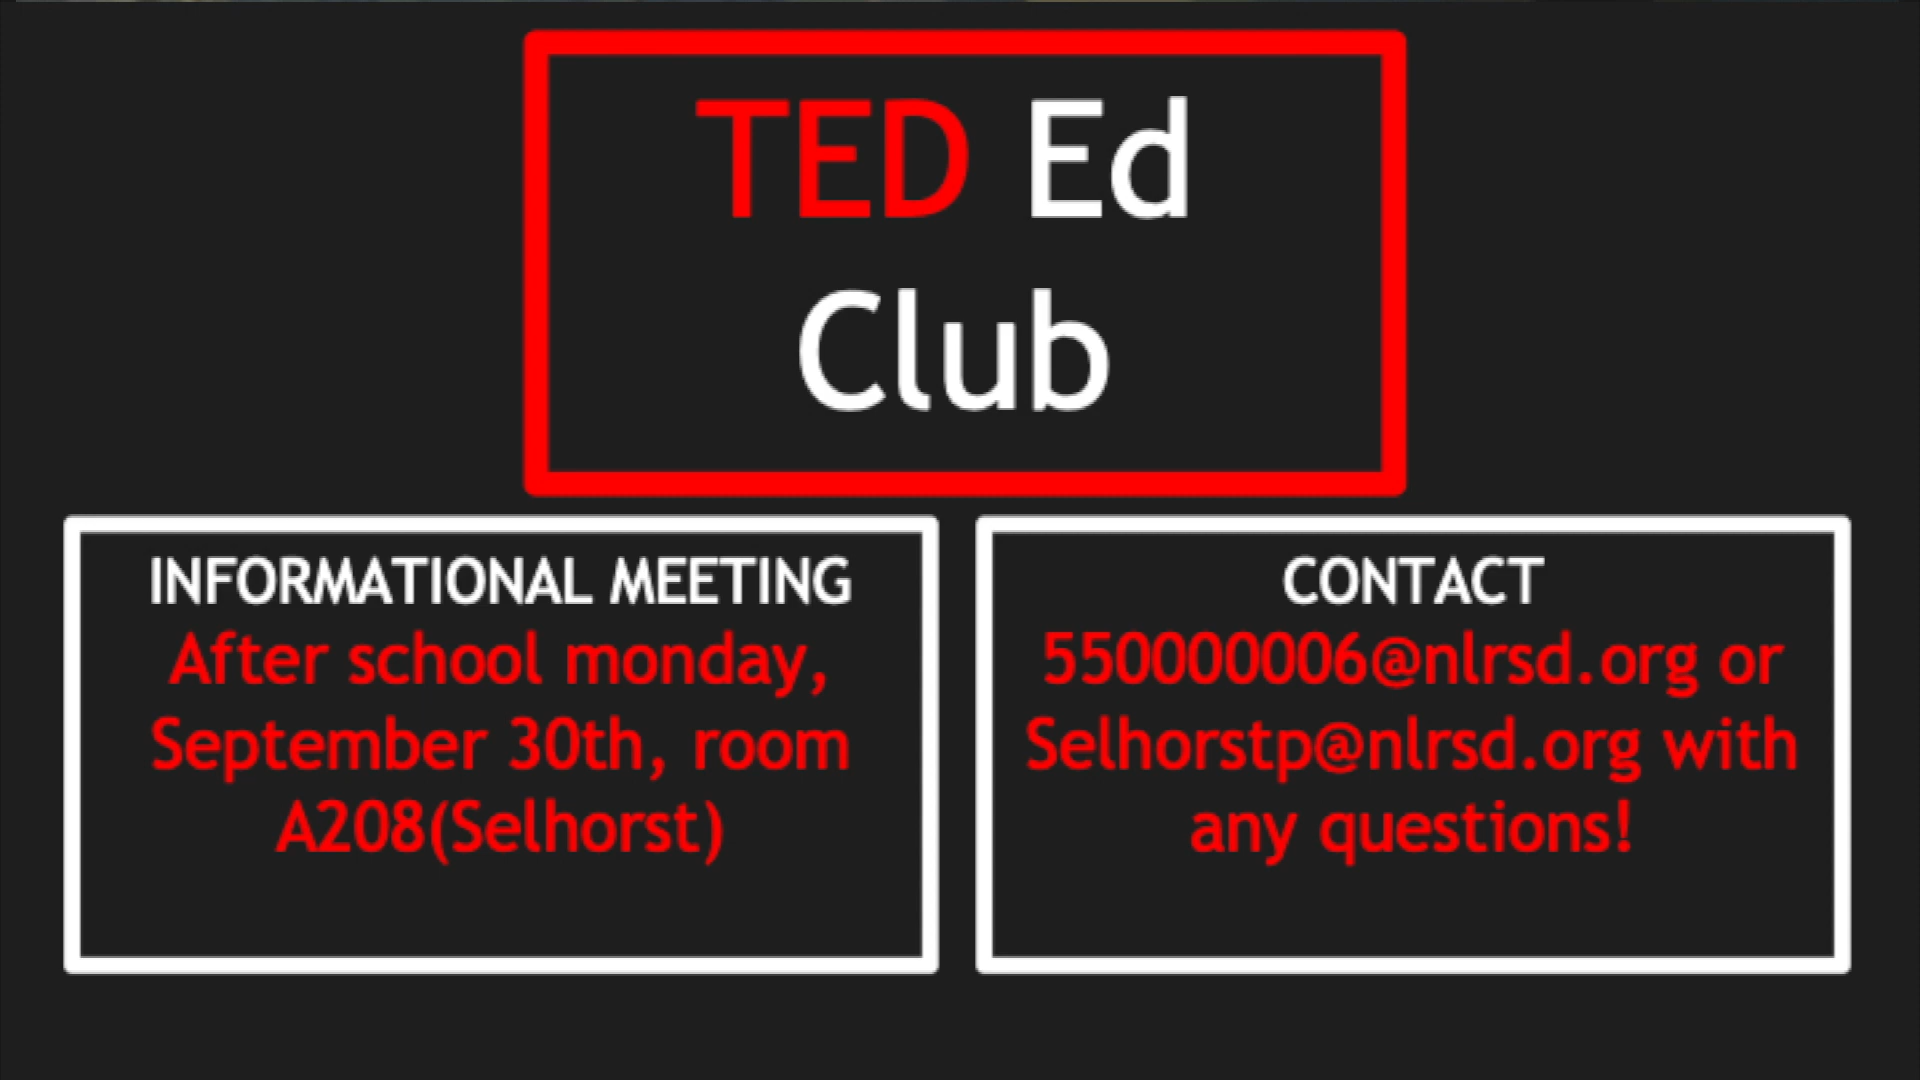 TED Ed
Club
INFORMATIONAL MEETING
After school monday,
September 30th, room
A208(Selhorst)
CONTACT
550000006@nlrsd.org or
Selhorstp@nlrsd.org with
any questions!